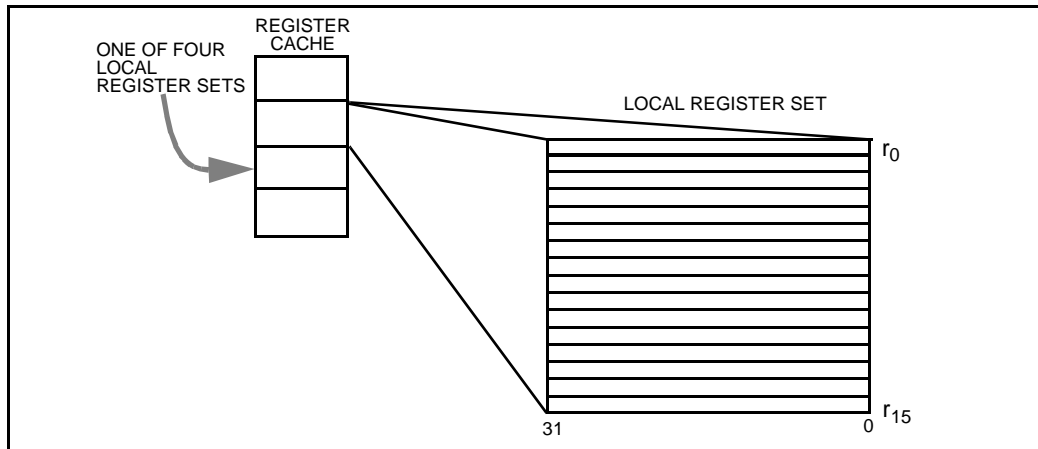 REGISTER
CACHE
ONE OF FOUR
LOCAL
REGISTER SETS
LOCAL REGISTER SET
r0
r15
31
0